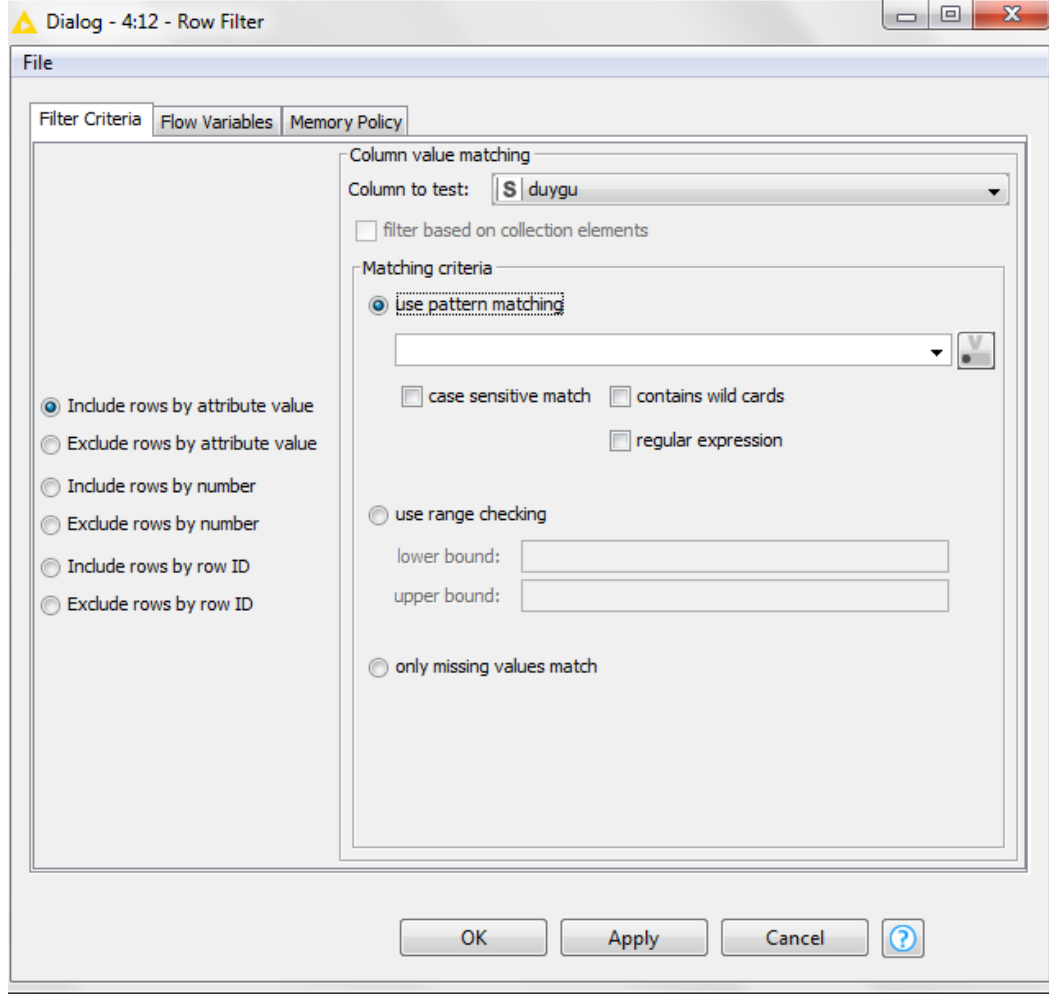 Dialog - 4:12 - Row Filter
File
Filter Criteria
Flow Variables
Memory Policy
Include rows by attribute value
Exclude rows by attribute value
Include rows by number
Exclude rows by number
Include rows by row ID
Exclude rows by row ID
Column value matching
Column to test: S duygu
filter based on collection elements
Matching criteria
use pattern matching
V
case sensitive match contains wild cards
regular expression
use range checking
lower bound:
upper bound:
only missing values match
OK Apply Cancel ?